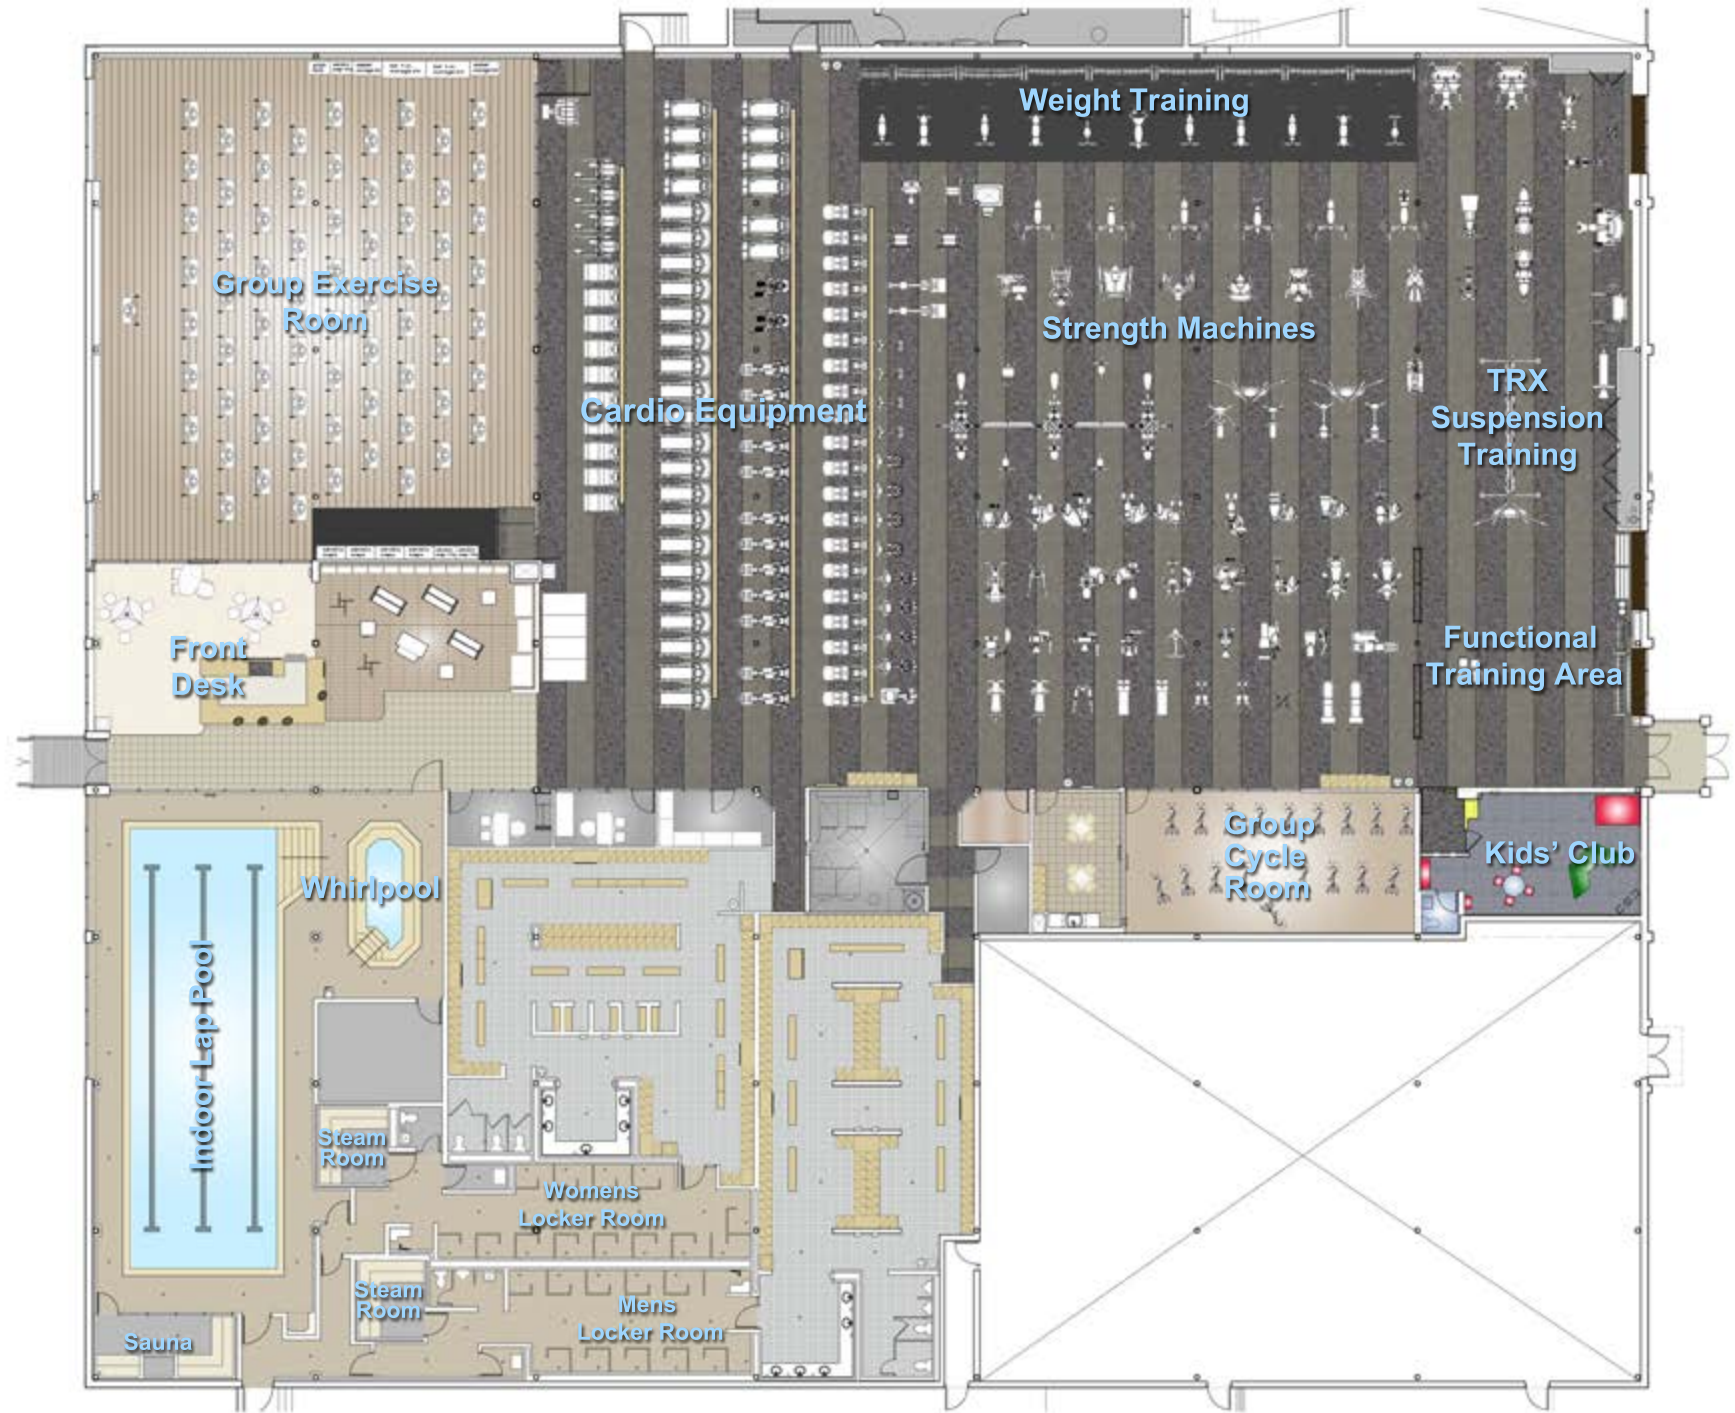 Weight Training
Group Exercise
Room
Strength Machines
Cardio Equipment
TRX
Suspension
Training
Front
Desk
Functional
Training Area
Group
Cycle
Room
Kids' Club
Whirlpool
Indoor Lap Pool
Steam
Room
Womens
Locker Room
Steam
Room
Mens
Locker Room
Sauna